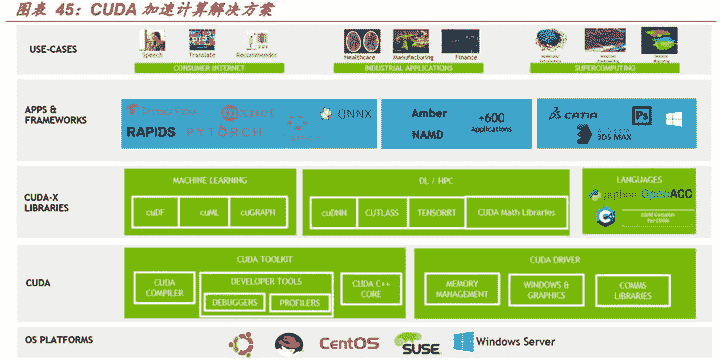 图表 45：CUDA 加速计算解决方案
USE-CASES
Speech Translate Recommender
Healthcare Manufacturing Finance
CONSUMER INTERNET
INDUSTRIAL APPLICATIONS
SUPERCOMPUTING
APPS & FRAMEWORKS
ONNX
RAPIDS PYTORCH
Amber
NAMD
+600 Applications
CATIA
Ps
3DS MAX
CUDA-X LIBRARIES
MACHINE LEARNING
cuDF cuML cuGRAPH
DL / HPC
cuDNN CUTLASS TENSORRT CUDA Math Libraries
LANGUAGES
python OpenACC
CUDA
CUDA TOOLKIT
CUDA COMPILER
DEVELOPER TOOLS
DEBUGGERS PROFILERS
CUDA C++ CORE
CUDA DRIVER
MEMORY MANAGEMENT
WINDOWS & GRAPHICS
COMMS LIBRARIES
OS PLATFORMS
CentOS
SUSE
Windows Server